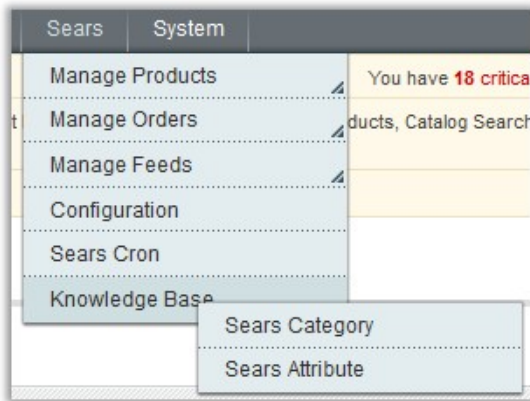 Sears System
Manage Products
You have 18 critica
Manage Orders
ducts, Catalog Search
Manage Feeds
Configuration
Sears Cron
Knowledge Base
Sears Category
Sears Attribute